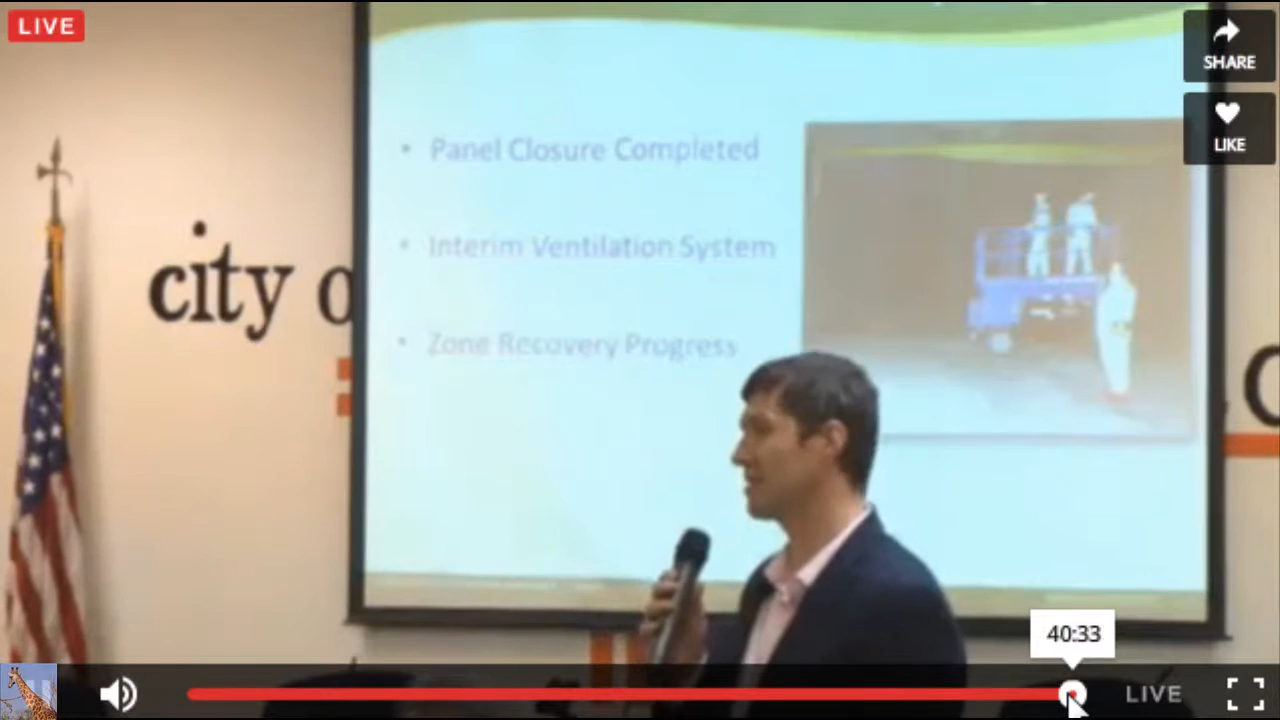 LIVE
SHARE
LIKE
• Panel Closure Completed
• Interim Ventilation System
• Zone Recovery Progress
city o
40:33
LIVE